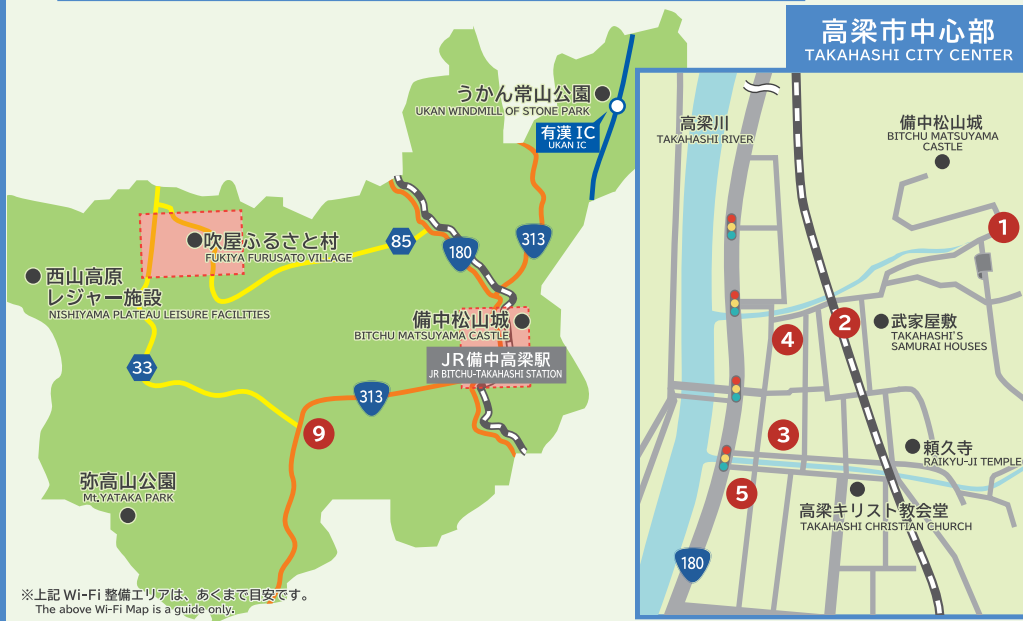 うかん常山公園
UKAN WINDMILL OF STONE PARK
有漢 IC
UKAN IC
吹屋ふるさと村
FUKIYA FURUSATO VILLAGE
85
180
313
西山高原
レジャー施設
NISHIYAMA PLATEAU LEISURE FACILITIES
備中松山城
BITCHU MATSUYAMA CASTLE
JR備中高梁駅
JR BITCHU-TAKAHASHI STATION
33
313
9
弥高山公園
Mt.YATAKA PARK
※上記 Wi-Fi 整備エリアは、あくまで目安です。
The above Wi-Fi Map is a guide only.
高梁市中心部
TAKAHASHI CITY CENTER
高梁川
TAKAHASHI RIVER
備中松山城
BITCHU MATSUYAMA
CASTLE
1
2
武家屋敷
TAKAHASHI'S
SAMURAI HOUSES
4
3
頼久寺
RAIKYU-JI TEMPLE
5
高梁キリスト教会堂
TAKAHASHI CHRISTIAN CHURCH
180